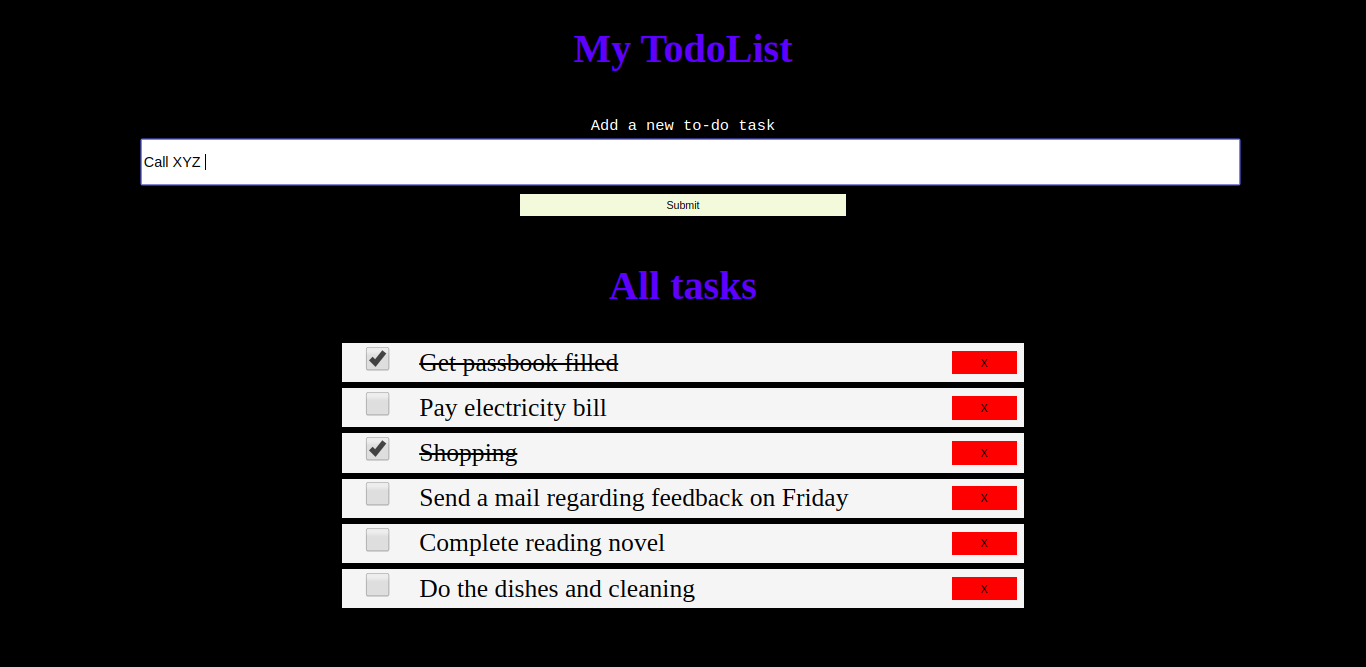 My TodoList
Add a new to-do task
Call XYZ
Submit
All tasks
Get passbook filled x
Pay electricity bill x
Shopping x
Send a mail regarding feedback on Friday x
Complete reading novel x
Do the dishes and cleaning x